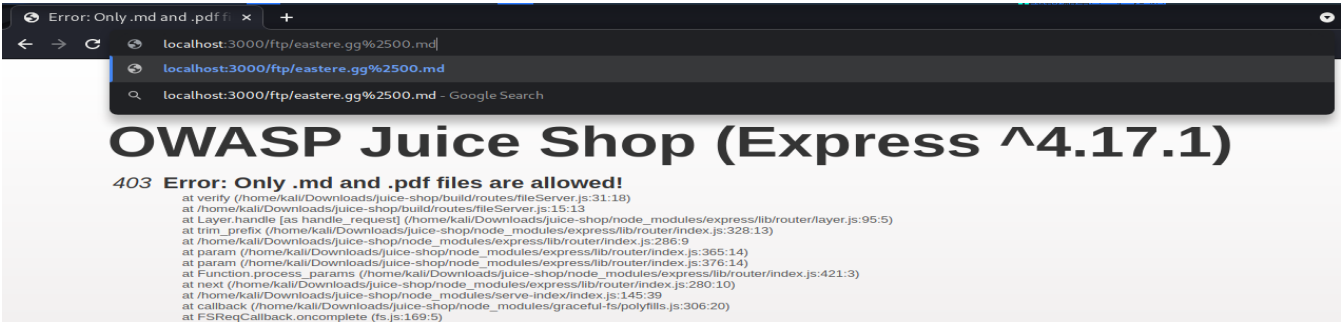 Error: Only .md and .pdf fi
localhost:3000/ftp/eastere.gg%2500.md
localhost:3000/ftp/eastere.gg%2500.md
localhost:3000/ftp/eastere.gg%2500.md - Google Search
OWASP Juice Shop (Express ^4.17.1)
403 Error: Only .md and .pdf files are allowed!
at verify (/home/kali/Downloads/juice-shop/build/routes/fileServer.js:31:18)
at /home/kali/Downloads/juice-shop/build/routes/fileServer.js:15:13
at Layer.handle [as handle_request] (/home/kali/Downloads/juice-shop/node_modules/express/lib/router/layer.js:95:5)
at trim_prefix (/home/kali/Downloads/juice-shop/node_modules/express/lib/router/index.js:328:13)
at /home/kali/Downloads/juice-shop/node_modules/express/lib/router/index.js:286:9
at param (/home/kali/Downloads/juice-shop/node_modules/express/lib/router/index.js:365:14)
at param (/home/kali/Downloads/juice-shop/node_modules/express/lib/router/index.js:376:14)
at Function.process_params (/home/kali/Downloads/juice-shop/node_modules/express/lib/router/index.js:421:3)
at next (/home/kali/Downloads/juice-shop/node_modules/express/lib/router/index.js:280:10)
at /home/kali/Downloads/juice-shop/node_modules/serve-index/index.js:145:39
at callback (/home/kali/Downloads/juice-shop/node_modules/graceful-fs/polyfills.js:306:20)
at FSReqCallback.oncomplete (fs.js:169:5)